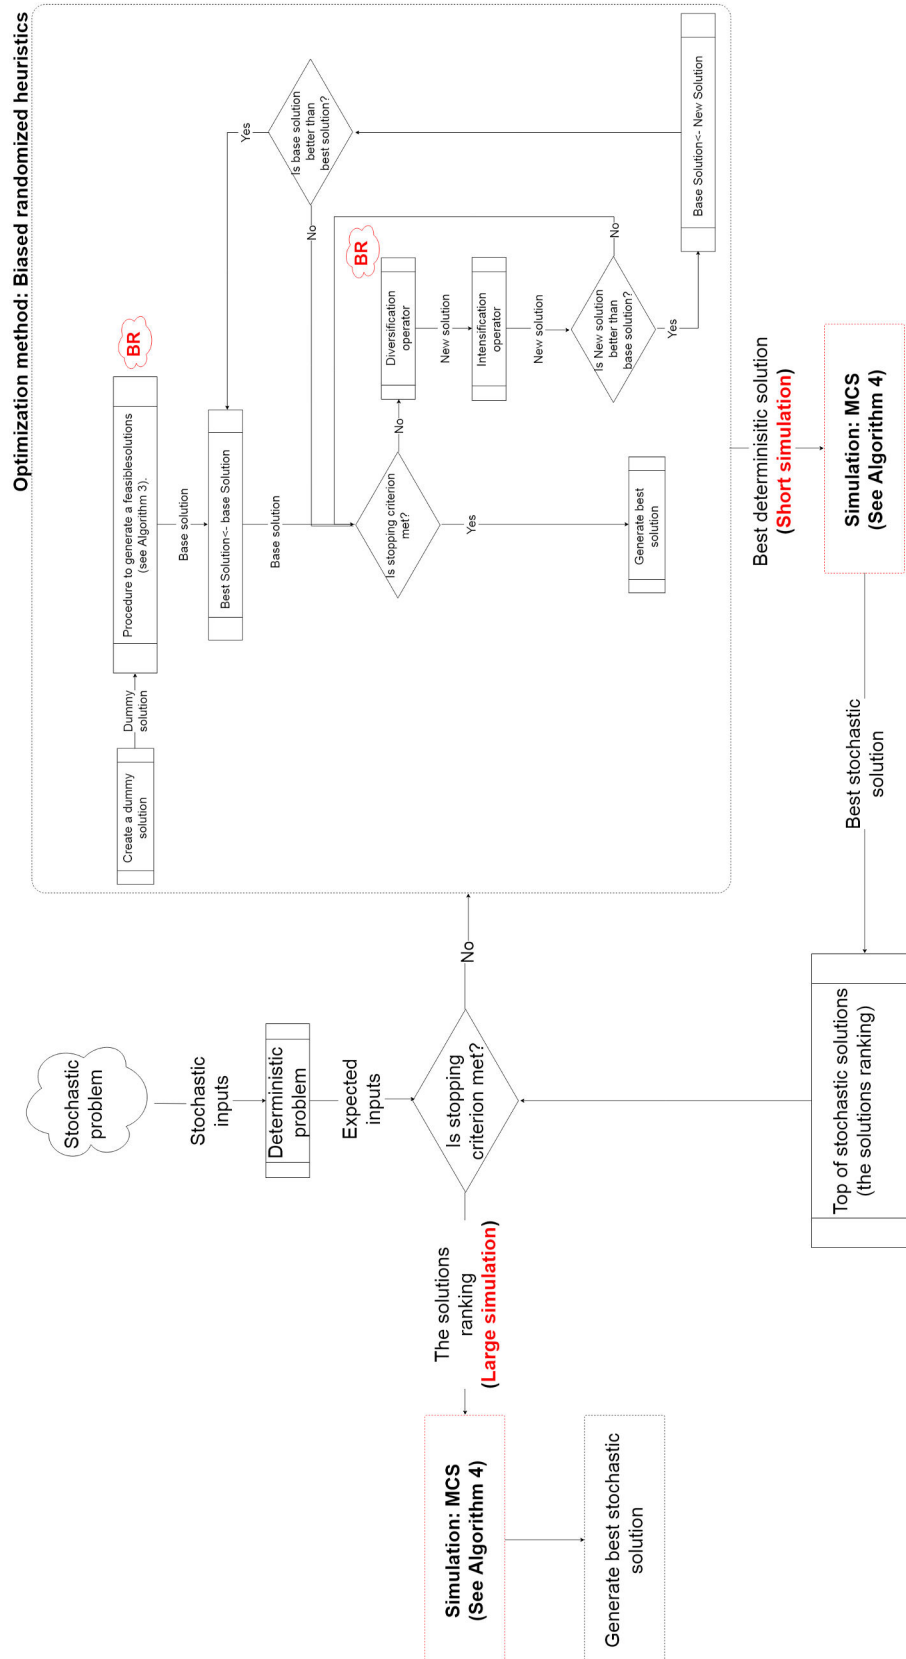 Optimization method: Biased randomized heuristics
Stochastic
problem
Stochastic
inputs
Deterministic
problem
Expected
inputs
Is stopping
criterion met?
No
The solutions
ranking
(Large simulation)
Simulation: MCS
(See Algorithm 4)
Generate best stochastic
solution
Create a dummy
solution
Dummy
solution
Procedure to generate a feasiblesolutions
(see Algorithm 3).
BR
Base solution
Best Solution<- base Solution
Base solution
Is stopping criterion
met?
No
Yes
Diversification
operator
BR
New solution
Intensification
operator
New solution
Is New solution
better than
base solution?
No
Yes
Base Solution<- New Solution
Is base solution
better than
best solution?
Yes
No
Generate best
solution
Best determinisitic solution
(Short simulation)
Simulation: MCS
(See Algorithm 4)
Best stochastic
solution
Top of stochastic solutions
(the solutions ranking)